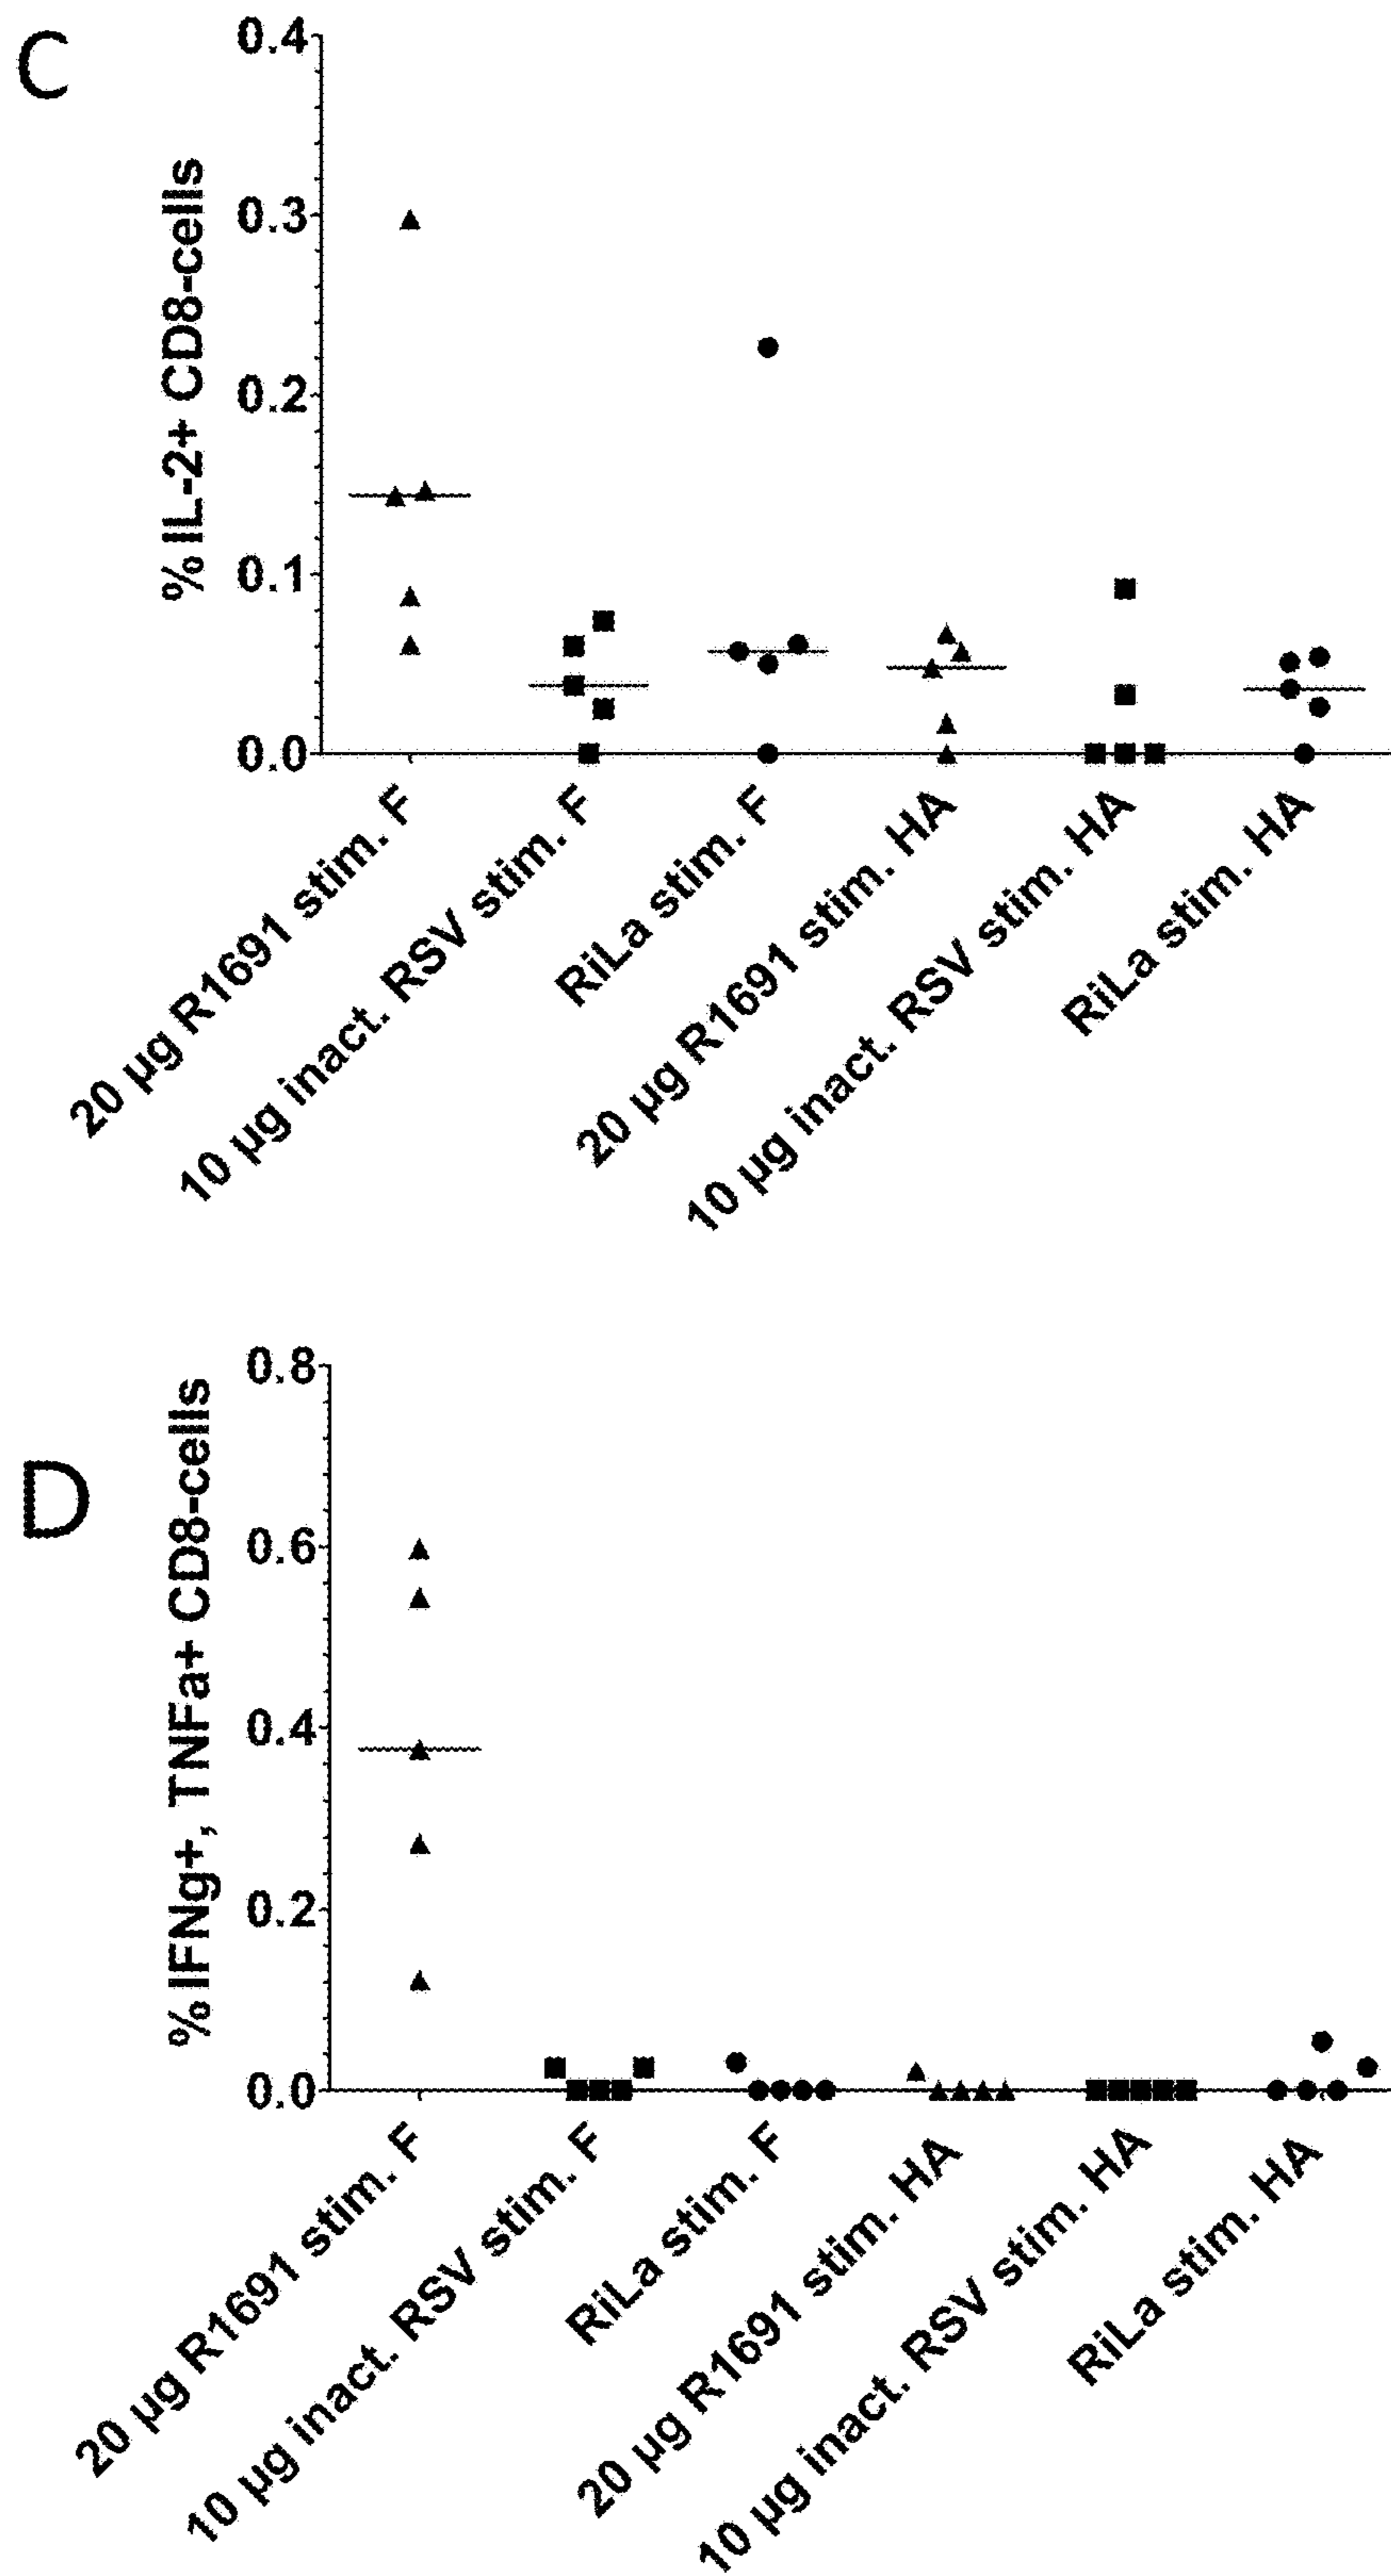 C
% IL-2+ CD8-cells
0.4
0.3
0.2
0.1
0.0
20 µg R1691 stim. F
10 µg inact. RSV stim. F
RiLa stim. F
20 µg R1691 stim. HA
10 µg inact. RSV stim. HA
RiLa stim. HA
D
% IFNg+, TNFa+ CD8-cells
0.8
0.6
0.4
0.2
0.0
20 µg R1691 stim. F
10 µg inact. RSV stim. F
RiLa stim. F
20 µg R1691 stim. HA
10 µg inact. RSV stim. HA
RiLa stim. HA